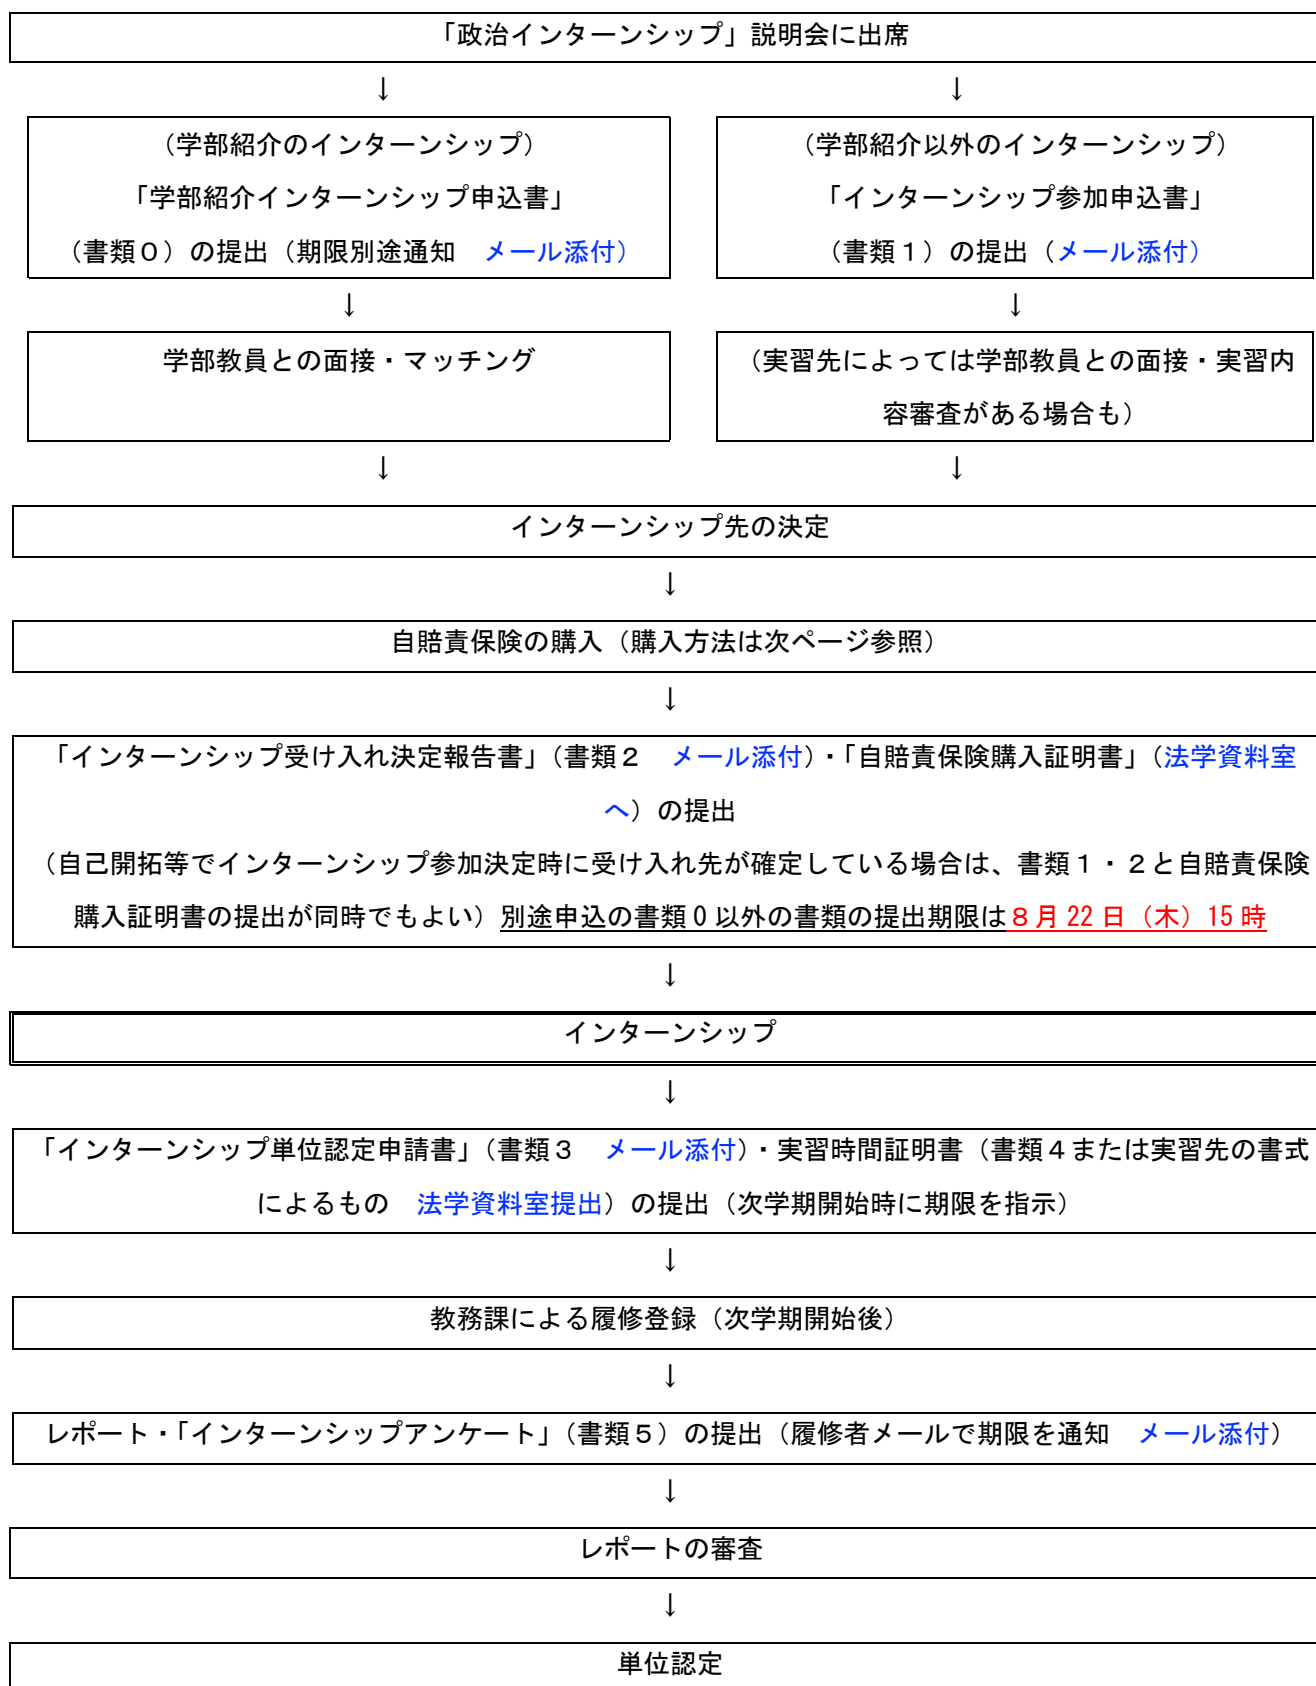 「政治インターンシップ」説明会に出席
↓
↓
(学部紹介のインターンシップ)
「学部紹介インターンシップ申込書」
(書類0)の提出(期限別途通知　メール添付)
(学部紹介以外のインターンシップ)
「インターンシップ参加申込書」
(書類1)の提出(メール添付)
↓
↓
学部教員との面接・マッチング
(実習先によっては学部教員との面接・実習内
容審査がある場合も)
↓
↓
インターンシップ先の決定
↓
自賠責保険の購入(購入方法は次ページ参照)
↓
「インターンシップ受け入れ決定報告書」(書類2　メール添付)・「自賠責保険購入証明書」(法学資料室
へ)の提出
(自己開拓等でインターンシップ参加決定時に受け入れ先が確定している場合は、書類1・2と自賠責保険
購入証明書の提出が同時でもよい)別途申込の書類0以外の書類の提出期限は8月22日(木)15時
↓
インターンシップ
↓
「インターンシップ単位認定申請書」(書類3　メール添付)・実習時間証明書(書類4または実習先の書式
によるもの　法学資料室提出)の提出(次学期開始時に期限を指示)
↓
教務課による履修登録(次学期開始後)
↓
レポート・「インターンシップアンケート」(書類5)の提出(履修者メールで期限を通知　メール添付)
↓
レポートの審査
↓
単位認定